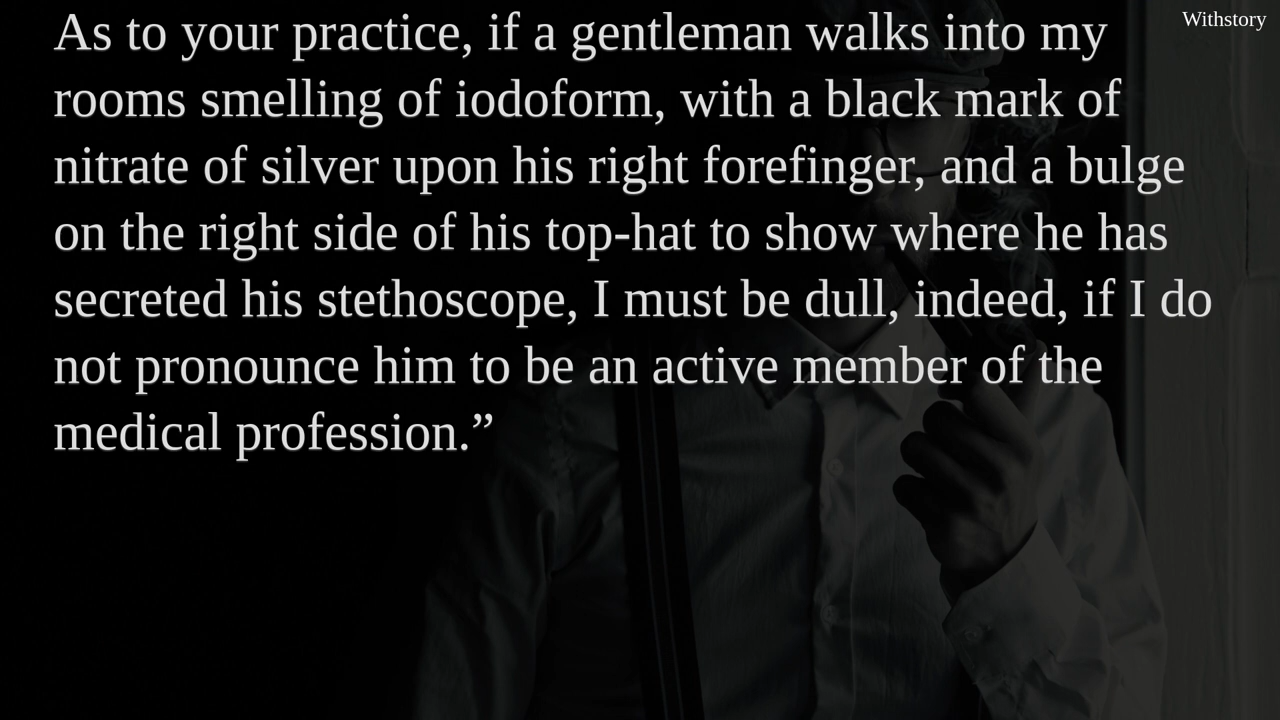 As to your practice, if a gentleman walks into my
Withstory
rooms smelling of iodoform, with a black mark of
nitrate of silver upon his right forefinger, and a bulge
on the right side of his top-hat to show where he has
secreted his stethoscope, I must be dull, indeed, if I do
not pronounce him to be an active member of the
medical profession.”